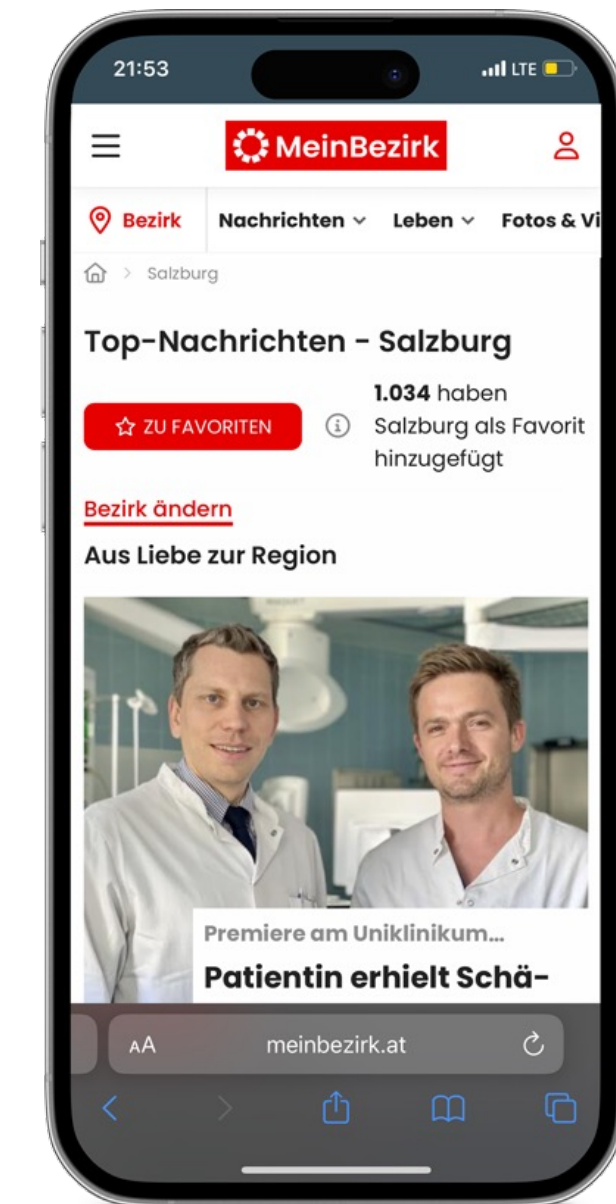 21:53
LTE
MeinBezirk
Bezirk Nachrichten Leben Fotos & Vi
Salzburg
Top-Nachrichten - Salzburg
ZU FAVORITEN
1.034 haben
Salzburg als Favorit
hinzugefügt
Bezirk ändern
Aus Liebe zur Region
Premiere am Uniklinikum...
Patientin erhielt Schä-
AA meinbezirk.at